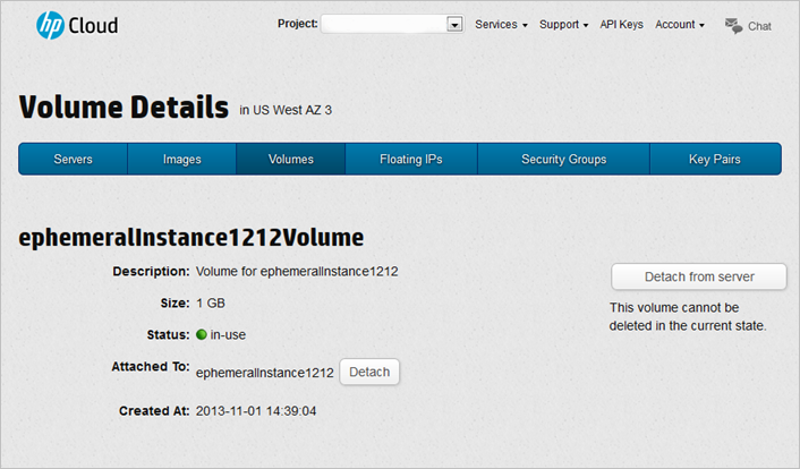 hp Cloud
Project: Services Support API Keys Account Chat
Volume Details in US West AZ 3
Servers Images Volumes Floating IPs Security Groups Key Pairs
ephemeralInstance1212Volume
Description: Volume for ephemeralInstance1212
Detach from server
Size: 1 GB
This volume cannot be
deleted in the current state.
Status: in-use
Attached To: ephemeralInstance1212 Detach
Created At: 2013-11-01 14:39:04